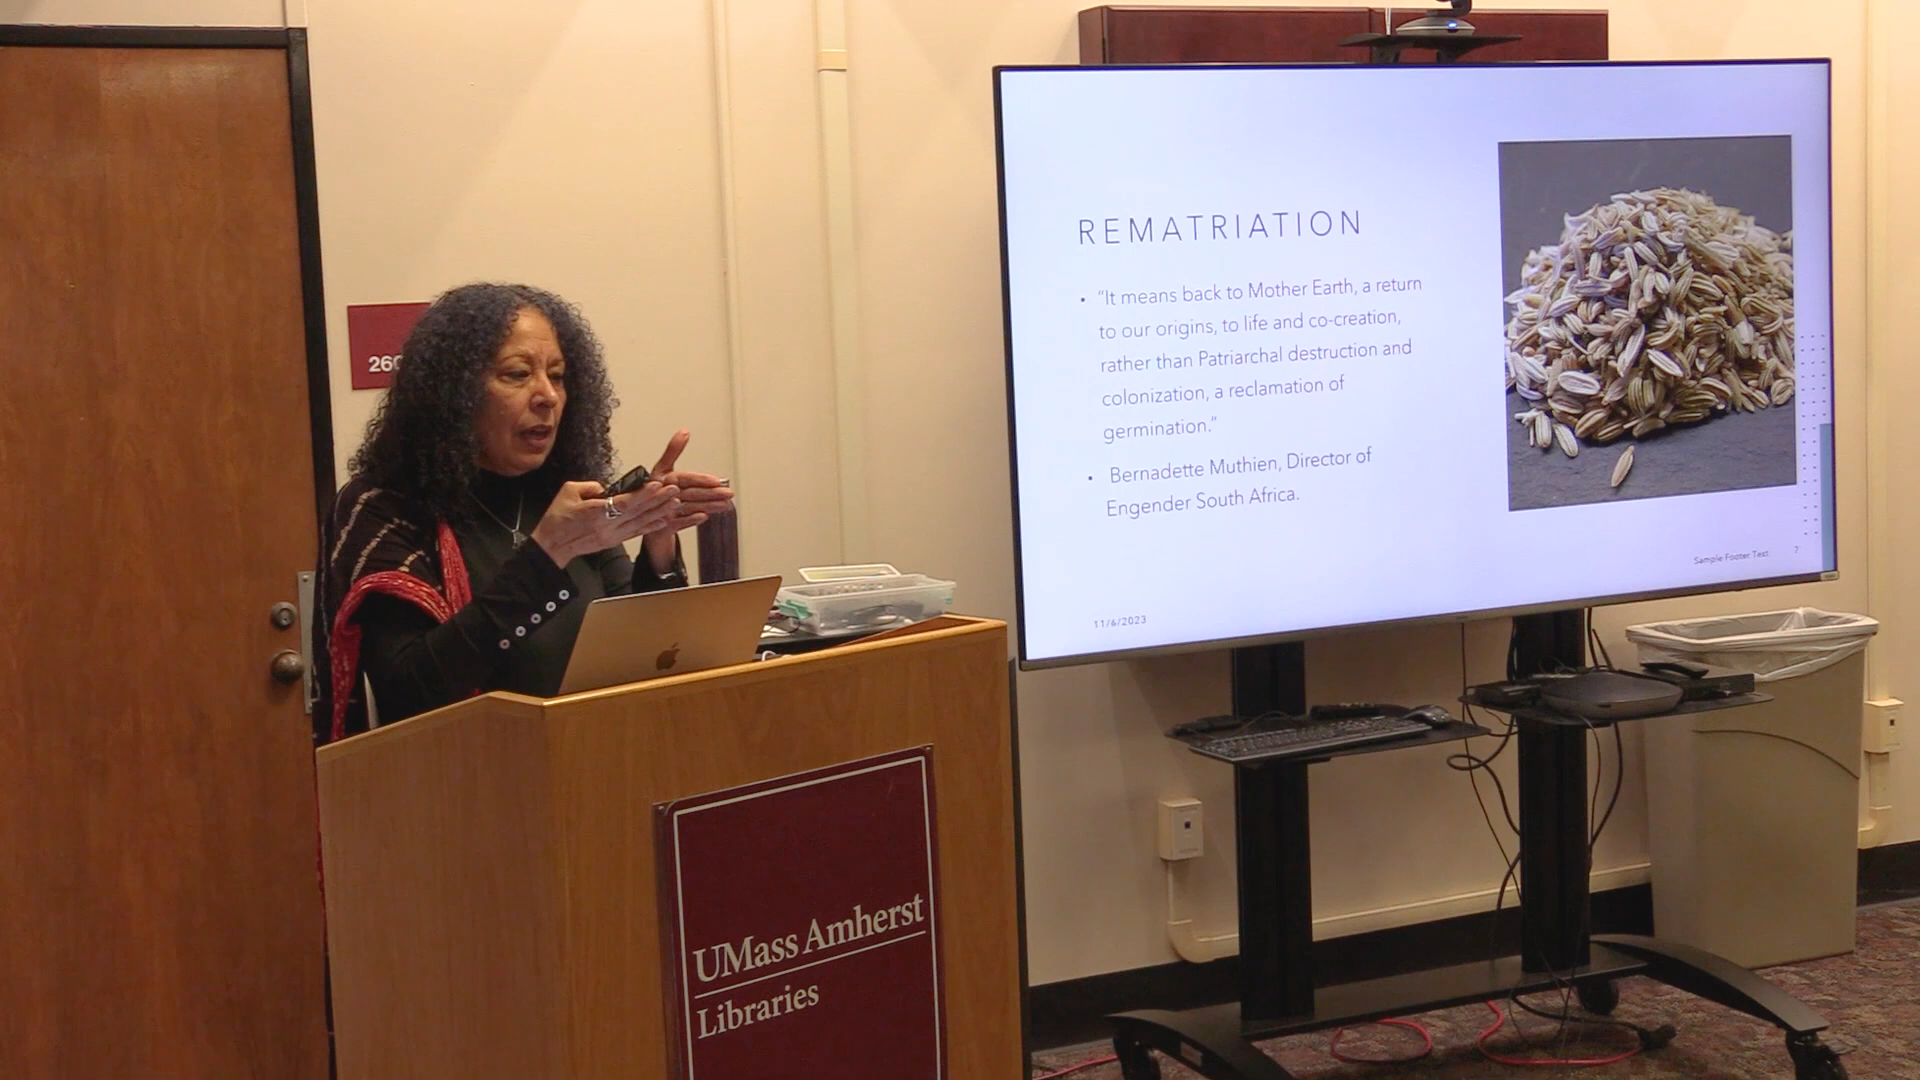 260
REMATRIATION
• “It means back to Mother Earth, a return
to our origins, to life and co-creation,
rather than Patriarchal destruction and
colonization, a reclamation of
germination.”
• Bernadette Muthien, Director of
Engender South Africa.
Sample Footer Text 7
11/6/2023
UMass Amherst
Libraries